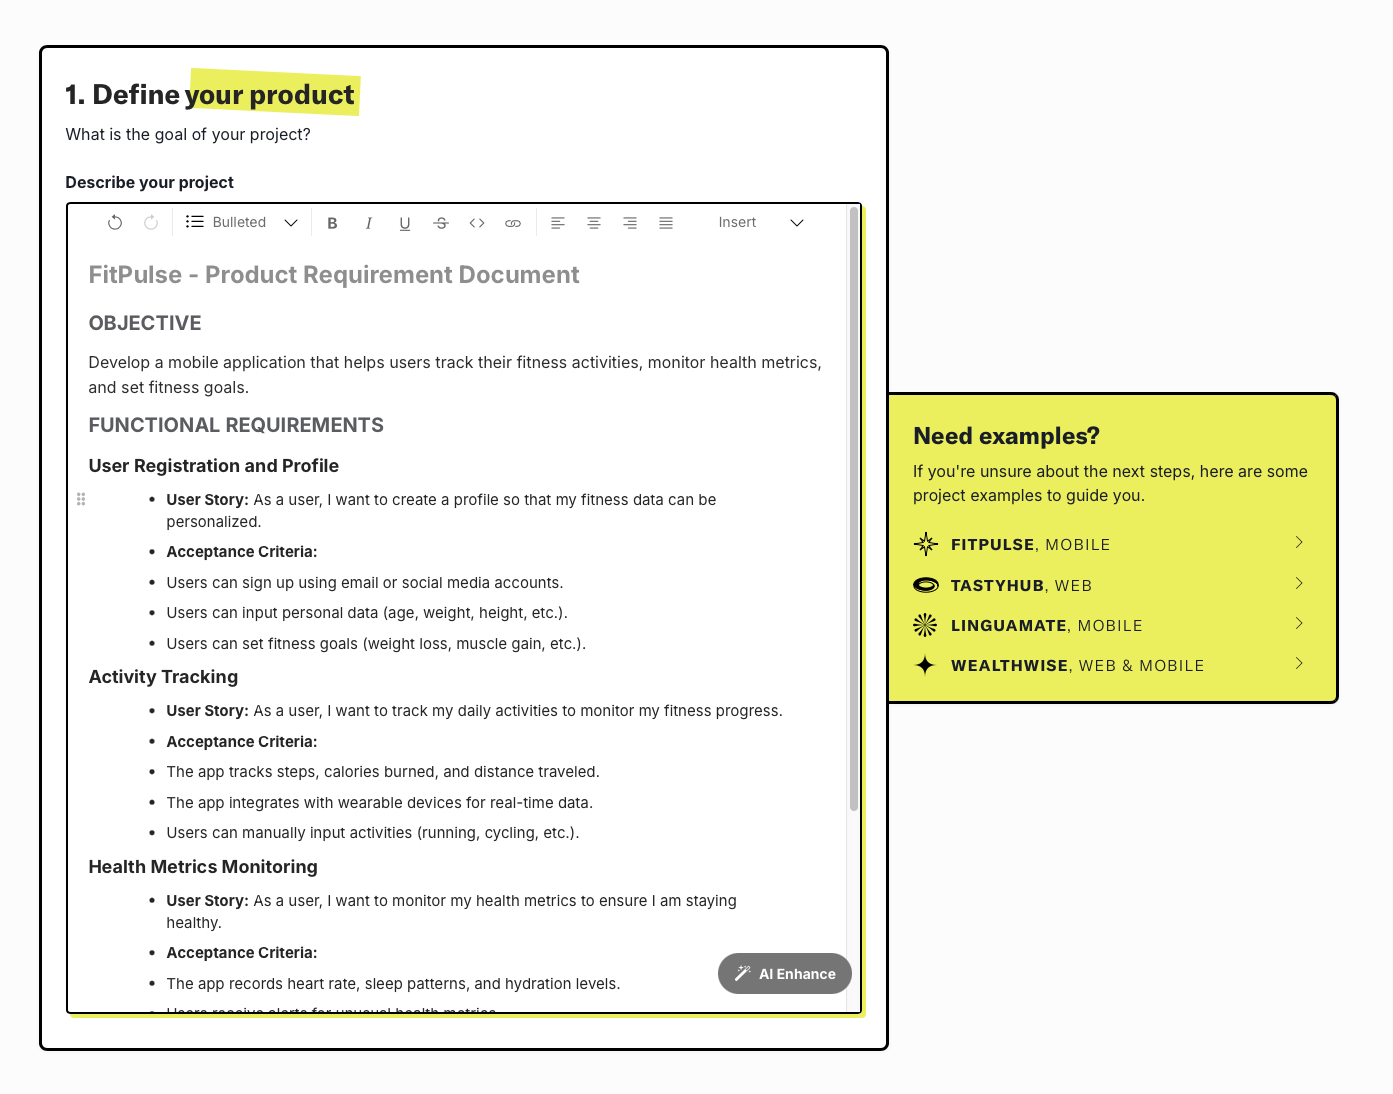 1. Define your product
What is the goal of your project?
Describe your project
Bulleted
B I U S
Insert
FitPulse - Product Requirement Document
OBJECTIVE
Develop a mobile application that helps users track their fitness activities, monitor health metrics,
and set fitness goals.
FUNCTIONAL REQUIREMENTS
User Registration and Profile
• User Story: As a user, I want to create a profile so that my fitness data can be
personalized.
• Acceptance Criteria:
• Users can sign up using email or social media accounts.
• Users can input personal data (age, weight, height, etc.).
• Users can set fitness goals (weight loss, muscle gain, etc.).
Activity Tracking
• User Story: As a user, I want to track my daily activities to monitor my fitness progress.
• Acceptance Criteria:
• The app tracks steps, calories burned, and distance traveled.
• The app integrates with wearable devices for real-time data.
• Users can manually input activities (running, cycling, etc.).
Health Metrics Monitoring
• User Story: As a user, I want to monitor my health metrics to ensure I am staying
healthy.
• Acceptance Criteria:
• The app records heart rate, sleep patterns, and hydration levels.
• Users receive alerts for unusual health metrics.
AI Enhance
Need examples?
If you're unsure about the next steps, here are some
project examples to guide you.
FITPULSE, MOBILE
TASTYHUB, WEB
LINGUAMATE, MOBILE
WEALTHWISE, WEB & MOBILE